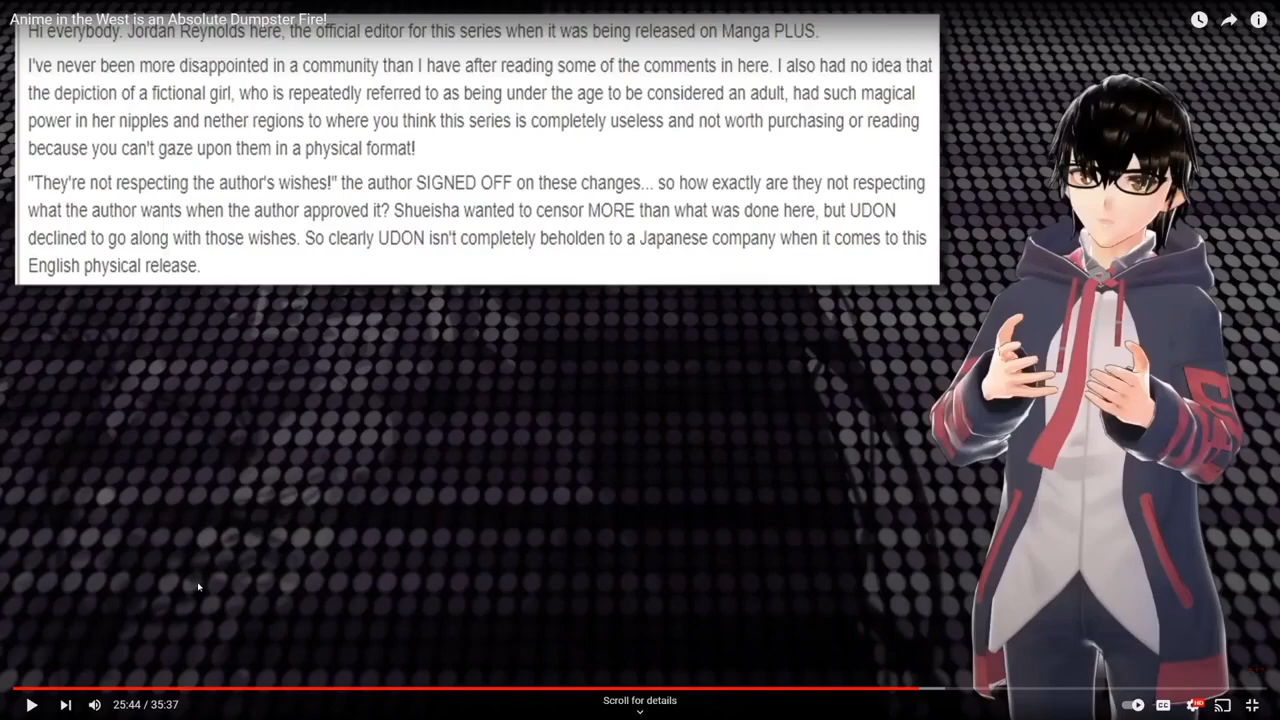 Anime in the West is an Absolute Dumpster Fire!
Hi everybody. Jordan Reynolds here, the official editor for this series when it was being released on Manga PLUS.
I've never been more disappointed in a community than I have after reading some of the comments in here. I also had no idea that
the depiction of a fictional girl, who is repeatedly referred to as being under the age to be considered an adult, had such magical
power in her nipples and nether regions to where you think this series is completely useless and not worth purchasing or reading
because you can't gaze upon them in a physical format!
"They're not respecting the author's wishes!" the author SIGNED OFF on these changes... so how exactly are they not respecting
what the author wants when the author approved it? Shueisha wanted to censor MORE than what was done here, but UDON
declined to go along with those wishes. So clearly UDON isn't completely beholden to a Japanese company when it comes to this
English physical release.
25:44 / 35:37
Scroll for details
CC
HD